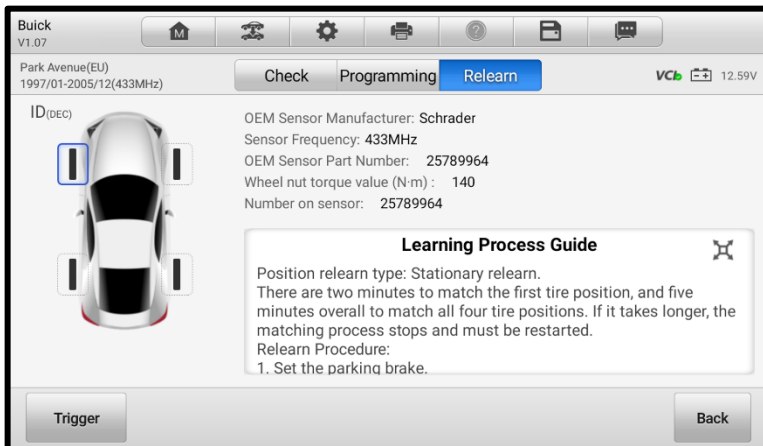 Buick
V1.07
M
?
Park Avenue(EU)
1997/01-2005/12(433MHz)
Check Programming Relearn
VCI 12.59V
ID(DEC)
OEM Sensor Manufacturer: Schrader
Sensor Frequency: 433MHz
OEM Sensor Part Number: 25789964
Wheel nut torque value (N·m) : 140
Number on sensor: 25789964
Learning Process Guide
Position relearn type: Stationary relearn.
There are two minutes to match the first tire position, and five
minutes overall to match all four tire positions. If it takes longer, the
matching process stops and must be restarted.
Relearn Procedure:
1. Set the parking brake.
Trigger
Back